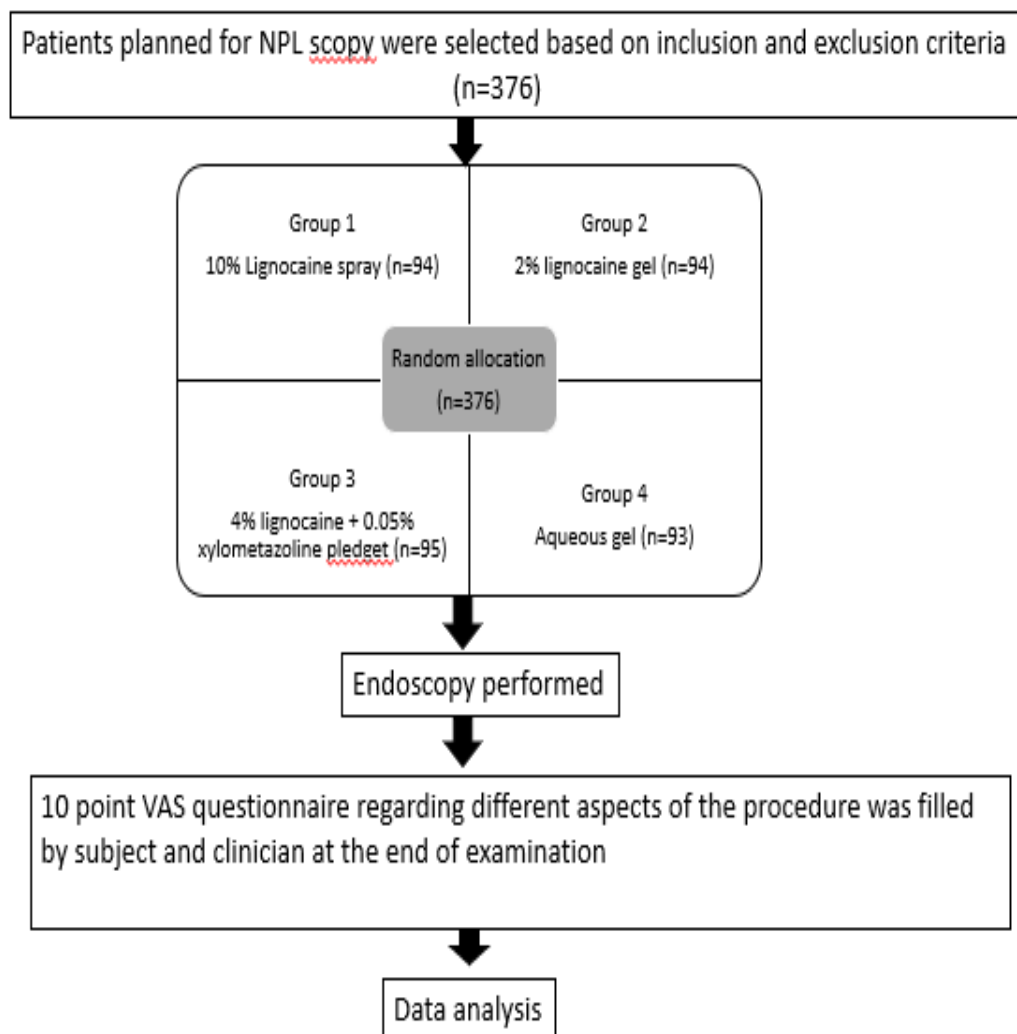 Patients planned for NPL scopy were selected based on inclusion and exclusion criteria
(n=376)
Group 1
10% Lignocaine spray (n=94)
Group 2
2% lignocaine gel (n=94)
Random allocation
(n=376)
Group 3
4% lignocaine + 0.05%
xylometazoline pledget (n=95)
Group 4
Aqueous gel (n=93)
Endoscopy performed
10 point VAS questionnaire regarding different aspects of the procedure was filled
by subject and clinician at the end of examination
Data analysis